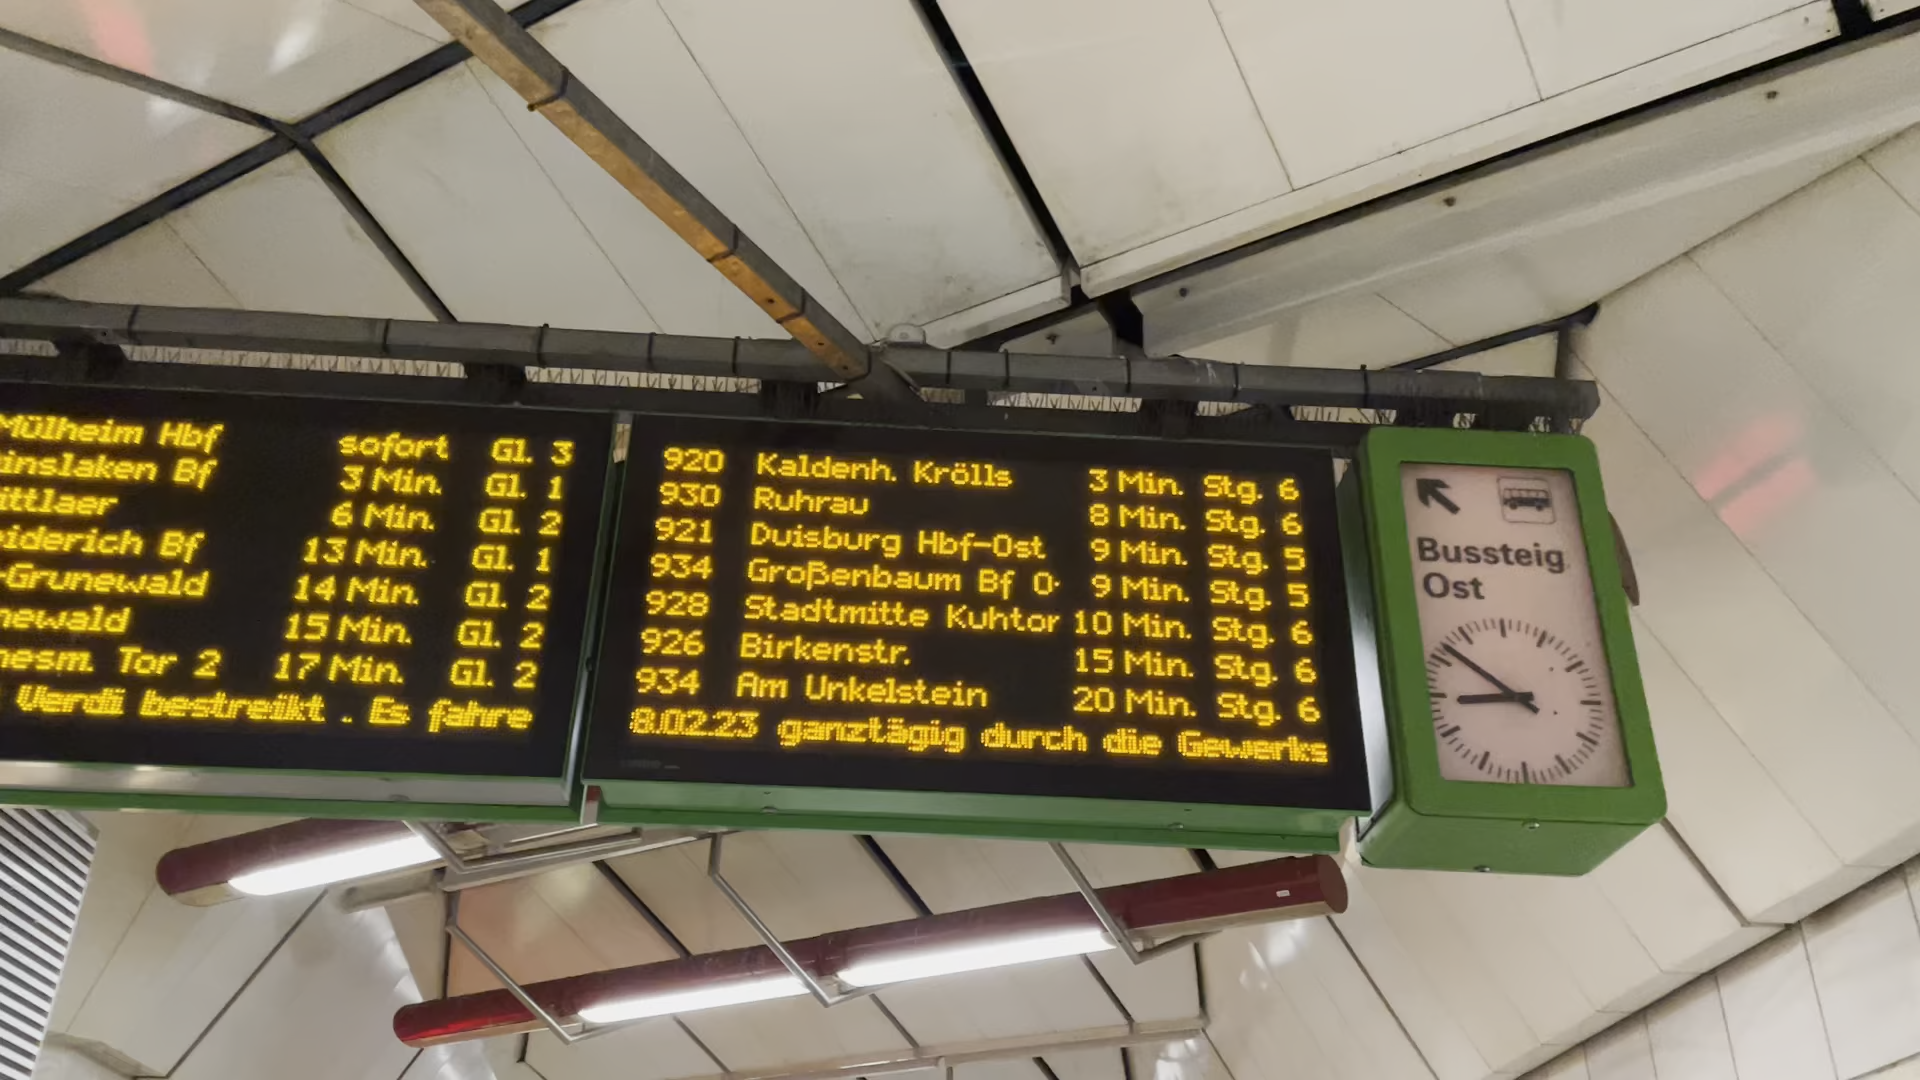 Mülheim Hbf sofort Gl. 3
inslaken Bf 3 Min. Gl. 1
ittlaer 6 Min. Gl. 2
iderich Bf 13 Min. Gl. 1
-Grunewald 14 Min. Gl. 2
newald 15 Min. Gl. 2
nesm. Tor 2 17 Min. Gl. 2
Verdi bestreikt . Es fahre
920 Kaldenh. Krölls 3 Min. Stg. 6
930 Ruhrau 8 Min. Stg. 6
921 Duisburg Hbf-Ost 9 Min. Stg. 5
934 Großenbaum Bf O 9 Min. Stg. 5
928 Stadtmitte Kuhtor 10 Min. Stg. 6
926 Birkenstr. 15 Min. Stg. 6
934 Am Unkelstein 20 Min. Stg. 6
8.02.23 ganztägig durch die Gewerks
Bussteig
Ost